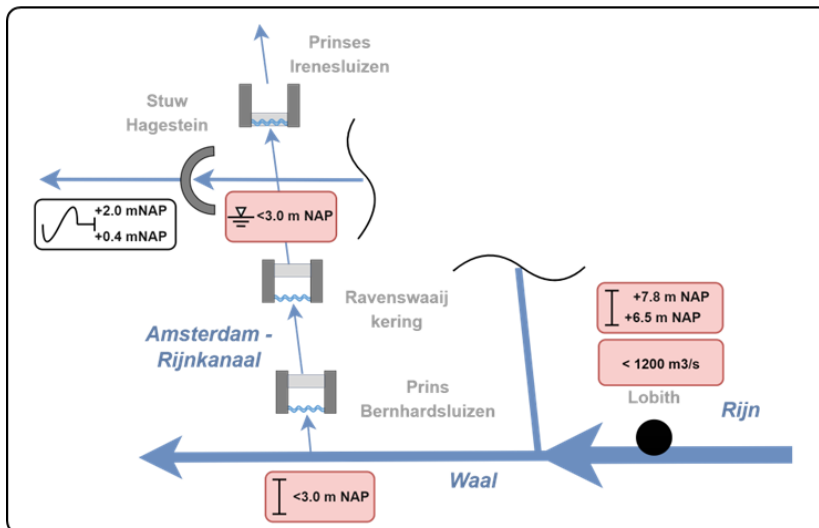 Prinses
Irenesluizen
Stuw
Hagestein
+2.0 mNAP
+0.4 mNAP
<3.0 m NAP
Ravenswaaij
kering
+7.8 m NAP
+6.5 m NAP
Amsterdam -
Rijnkanaal
< 1200 m3/s
Prins
Bernhardsluizen
Lobith
Rijn
Waal
<3.0 m NAP